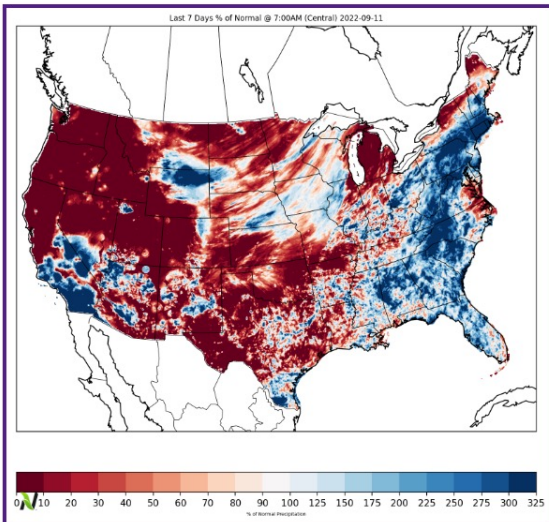 Last 7 Days % of Normal @ 7:00AM (Central) 2022-09-11
0 10 20 30 40 50 60 70 80 90 100 125 150 175 200 225 250 275 300 325
% of Normal Precipitation